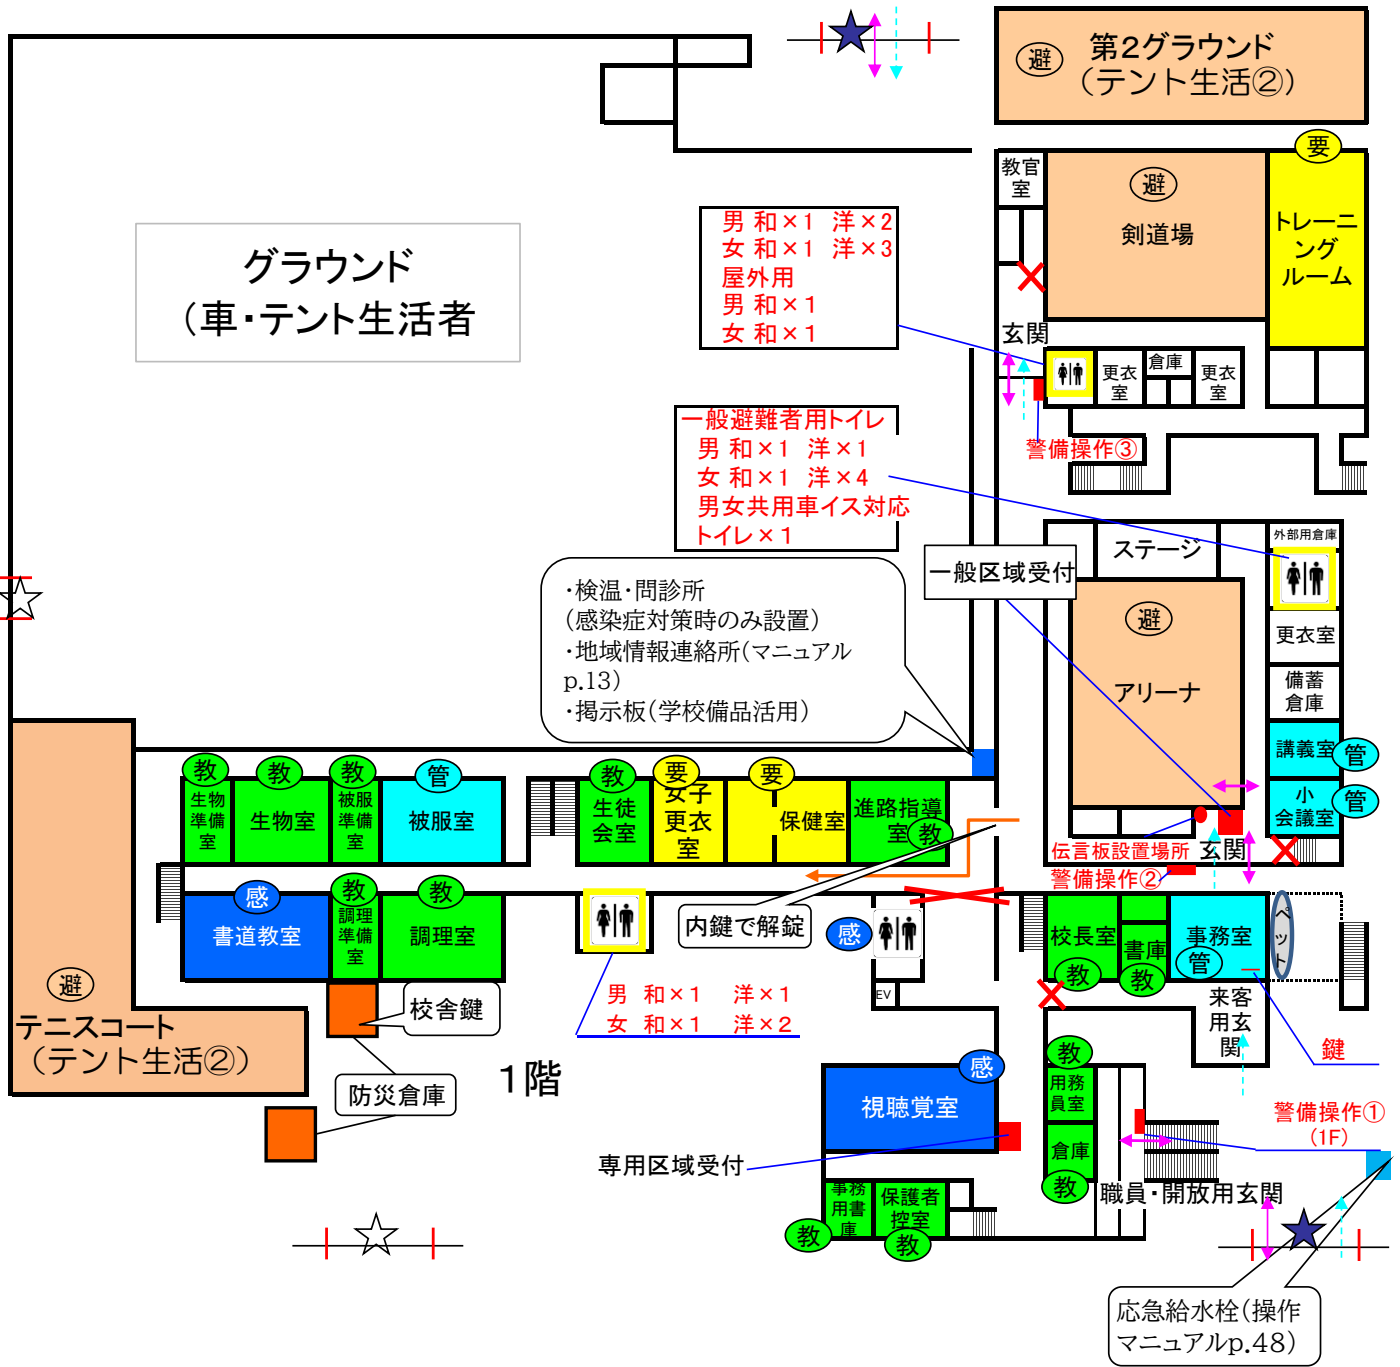 避
第2グラウンド
(テント生活②)
教官
室
避
剣道場
要
トレーニ
ング
ルーム
グラウンド
(車・テント生活者
男 和×1 洋×2
女 和×1 洋×3
屋外用
男 和×1
女 和×1
玄関
更衣
室
倉庫
更衣
室
警備操作③
一般避難者用トイレ
男 和×1 洋×1
女 和×1 洋×4
男女共用車イス対応
トイレ×1
一般区域受付
ステージ
外部用倉庫
避
アリーナ
更衣室
備蓄
倉庫
講義室
管
小
会議室
管
・検温・問診所
(感染症対策時のみ設置)
・地域情報連絡所(マニュアル
p.13)
・掲示板(学校備品活用)
教
生物
準備
室
教
生物室
教
被服
準備
室
管
被服室
教
生徒
会室
要
女子
更衣
室
要
保健室
進路指導
室
教
伝言板設置場所
玄関
警備操作②
感
書道教室
教
調理
準備
室
教
調理室
内鍵で解錠
感
EV
校長室
教
書庫
教
事務室
管
ペット
来客
用玄
関
鍵
避
テニスコート
(テント生活②)
校舎鍵
防災倉庫
男 和×1 洋×1
女 和×1 洋×2
1階
感
視聴覚室
専用区域受付
教
用務
員室
倉庫
教
警備操作①
(1F)
職員・開放用玄関
事務
用書
庫
教
保護者
控室
教
応急給水栓(操作
マニュアルp.48)